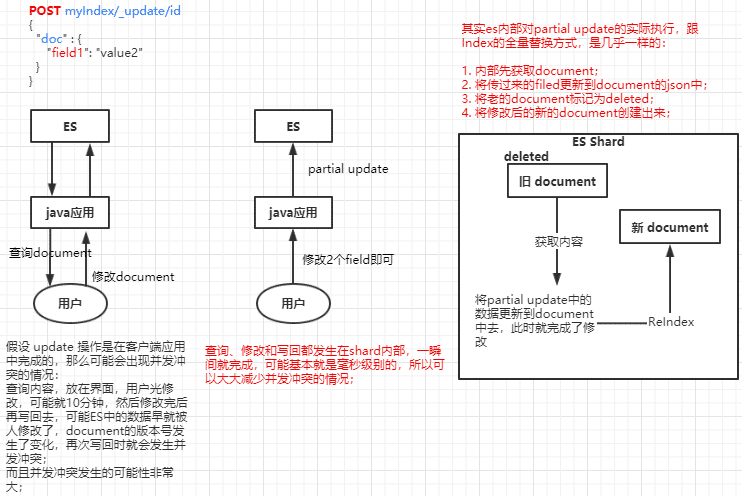 POST myIndex/_update/id
{
"doc" : {
"field1": "value2"
}
}
ES
java应用
查询document
修改document
用户
假设 update 操作是在客户端应用
中完成的，那么可能会出现并发冲
突的情况：
查询内容，放在界面，用户光修
改，可能就10分钟，然后修改完后
再写回去，可能ES中的数据早就被
人修改了，document的版本号发
生了变化，再次写回时就会发生并
发冲突；
而且并发冲突发生的可能性非常
大；
ES
partial update
java应用
修改2个field即可
用户
查询、修改和写回都发生在shard内部，一瞬
间就完成，可能基本就是毫秒级别的，所以可
以大大减少并发冲突的情况；
其实es内部对partial update的实际执行，跟
Index的全量替换方式，是几乎一样的：
1. 内部先获取document；
2. 将传过来的filed更新到document的json中；
3. 将老的document标记为deleted；
4. 将修改后的新的document创建出来；
ES Shard
deleted
旧 document
获取内容
新 document
将partial update中的
数据更新到document
中去，此时就完成了修
改
ReIndex